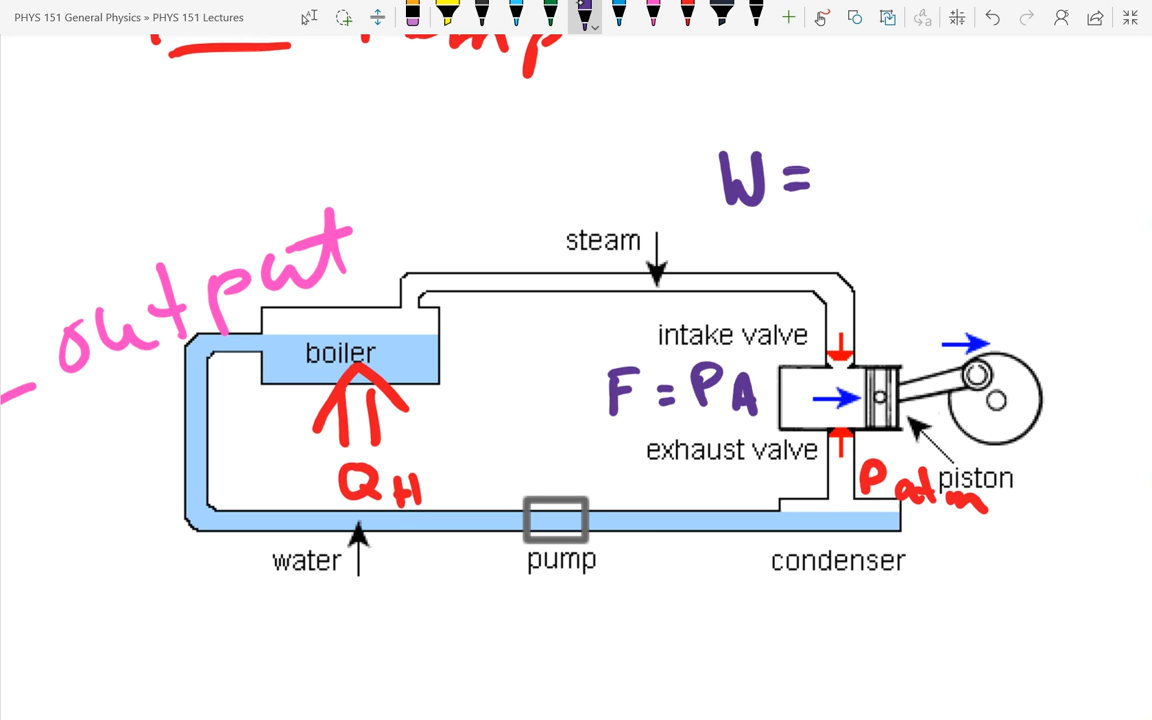 PHYS 151 General Physics » PHYS 151 Lectures
W =
output
steam
intake valve
boiler
F = PA
exhaust valve
QH
Patm
piston
water
pump
condenser